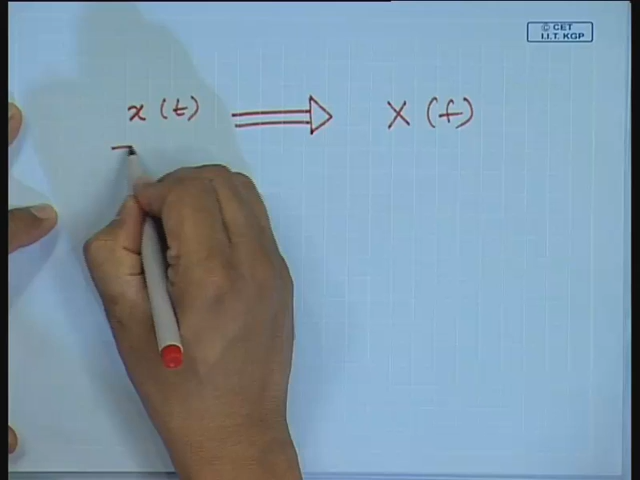 © CET
I.I.T. KGP
x (t) ⟹ X (f)